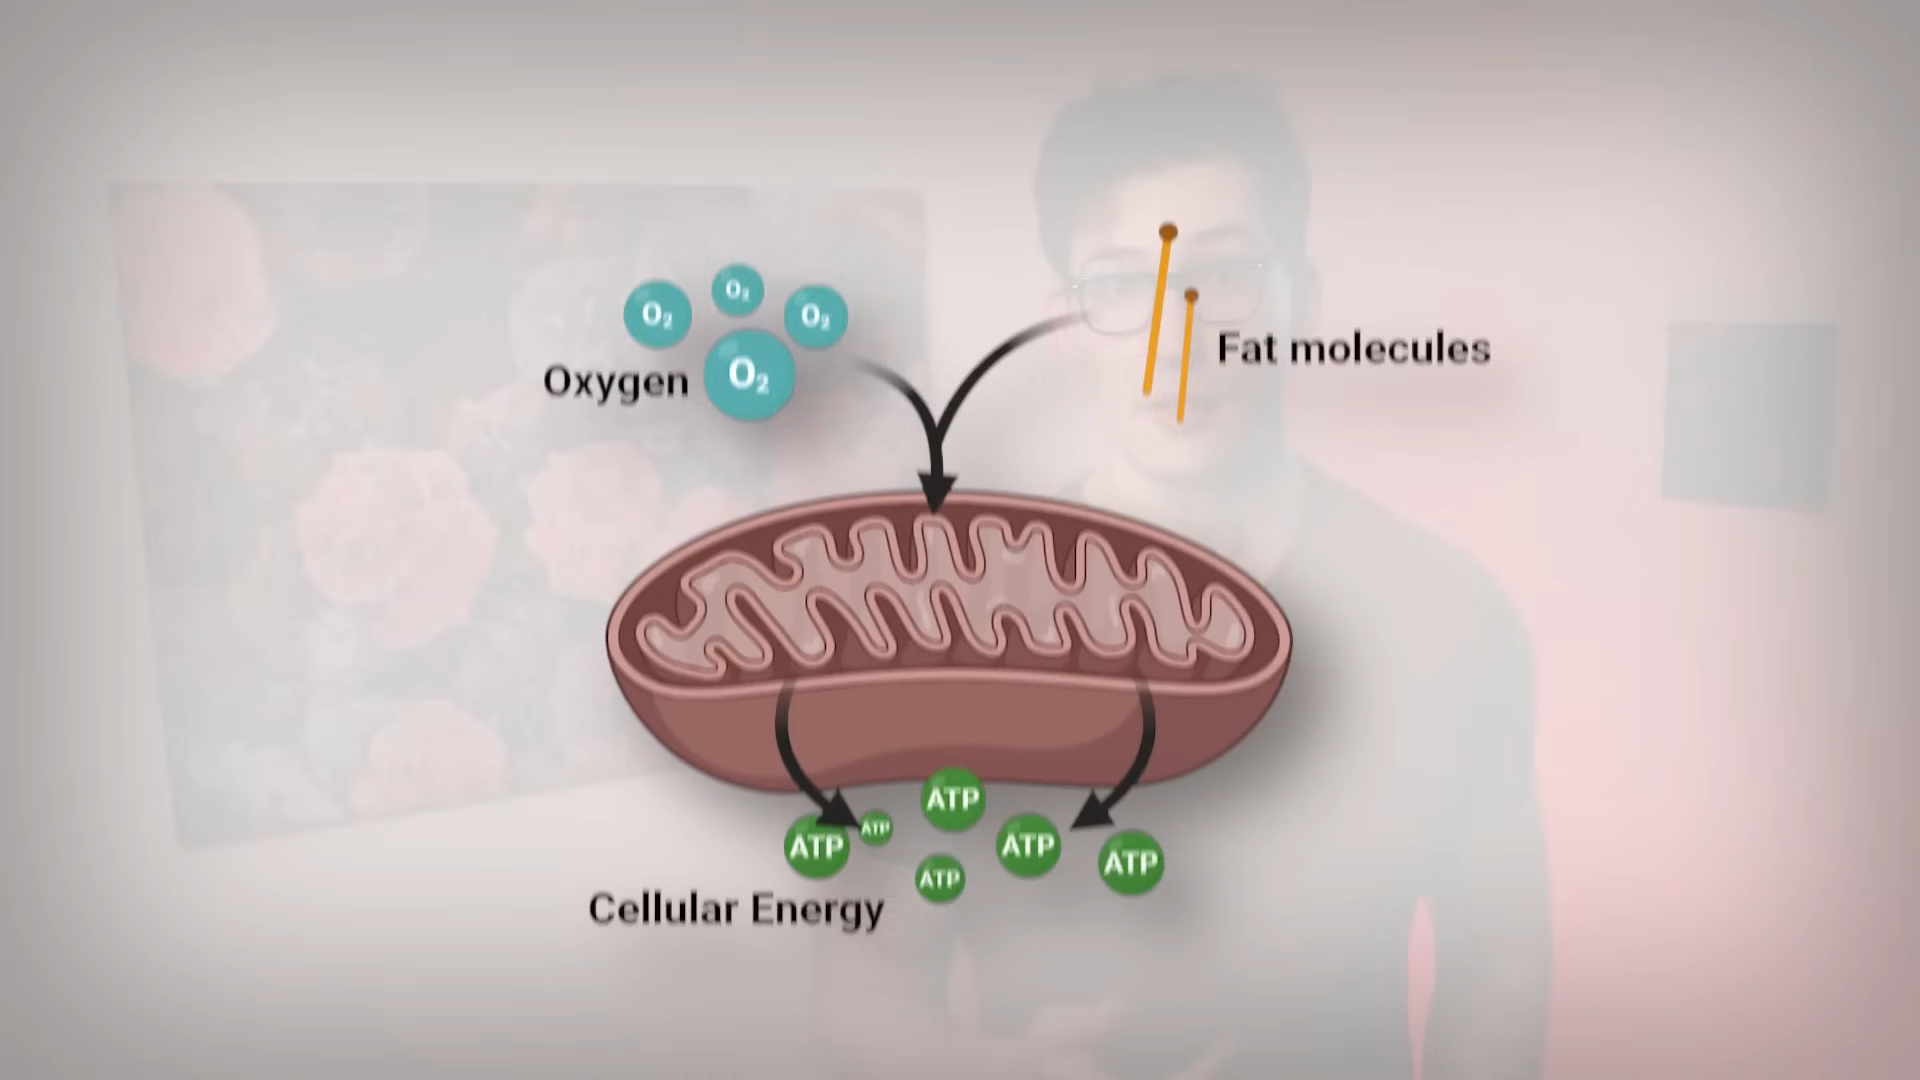 O₂
O₂
O₂
O₂
Oxygen
Fat molecules
ATP
ATP
ATP
ATP
ATP
ATP
Cellular Energy